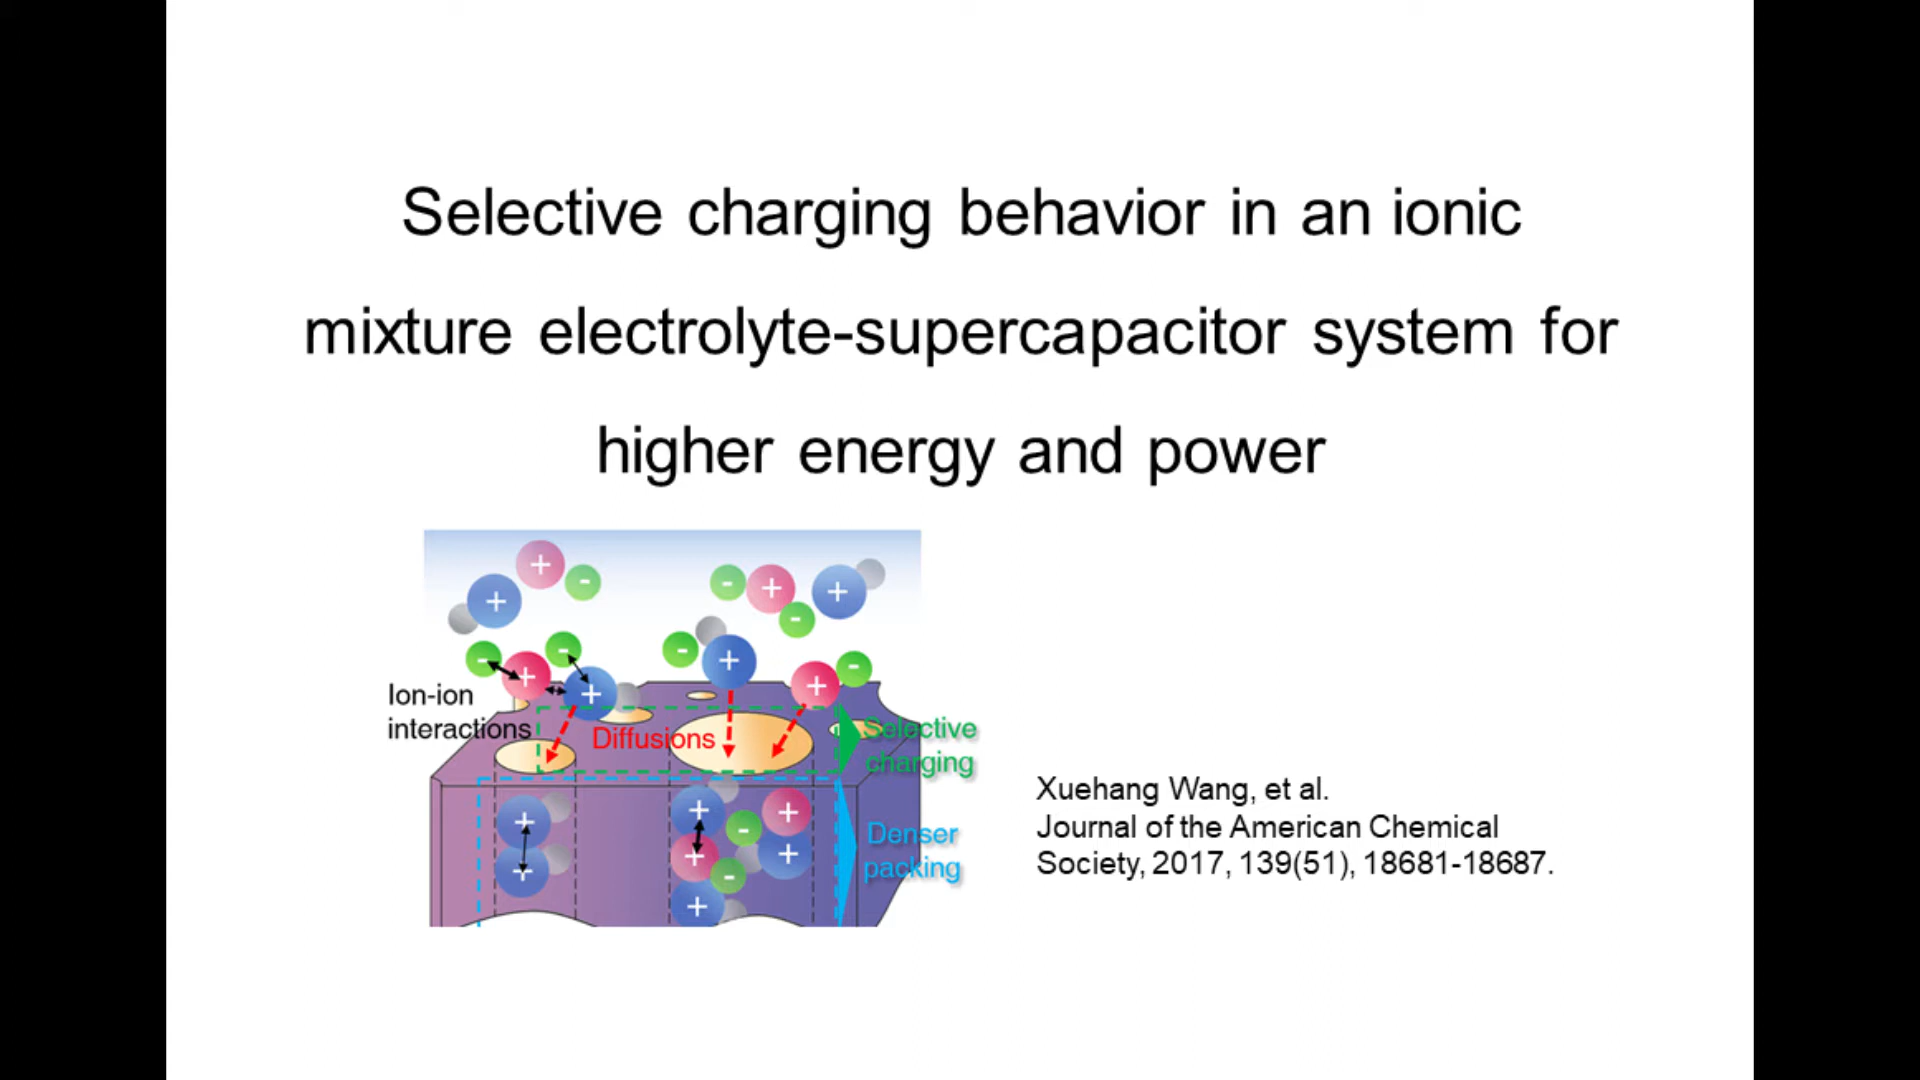 Selective charging behavior in an ionic
mixture electrolyte-supercapacitor system for
higher energy and power
Ion-ion
interactions
Diffusions
Selective
charging
Denser
packing
Xuehang Wang, et al.
Journal of the American Chemical
Society, 2017, 139(51), 18681-18687.